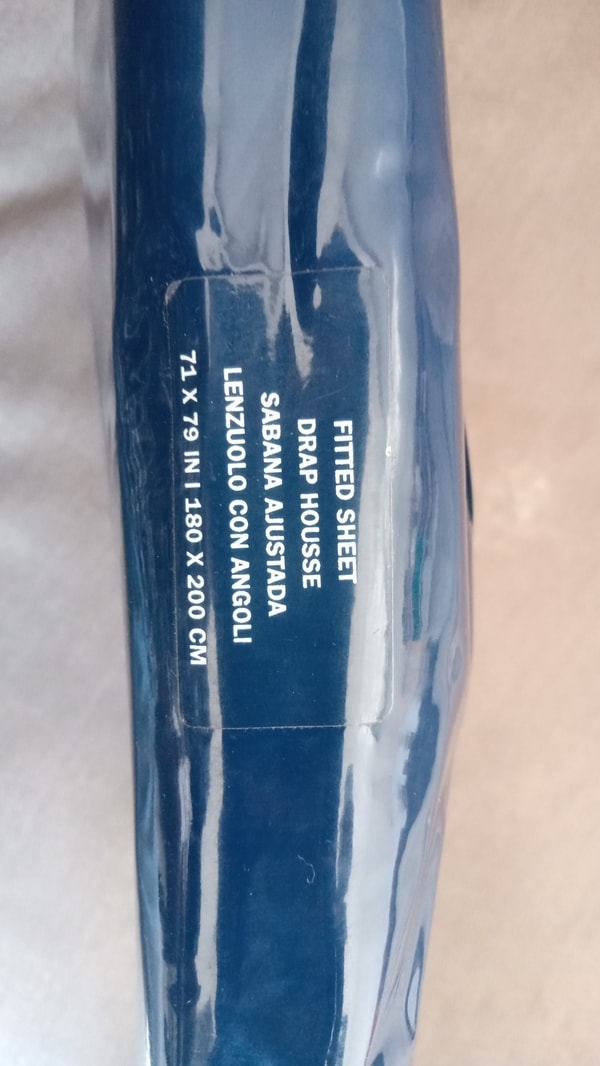 FITTED SHEET
DRAP HOUSSE
SABANA AJUSTADA
LENZUOLO CON ANGOLI
71 X 79 IN I 180 X 200 CM